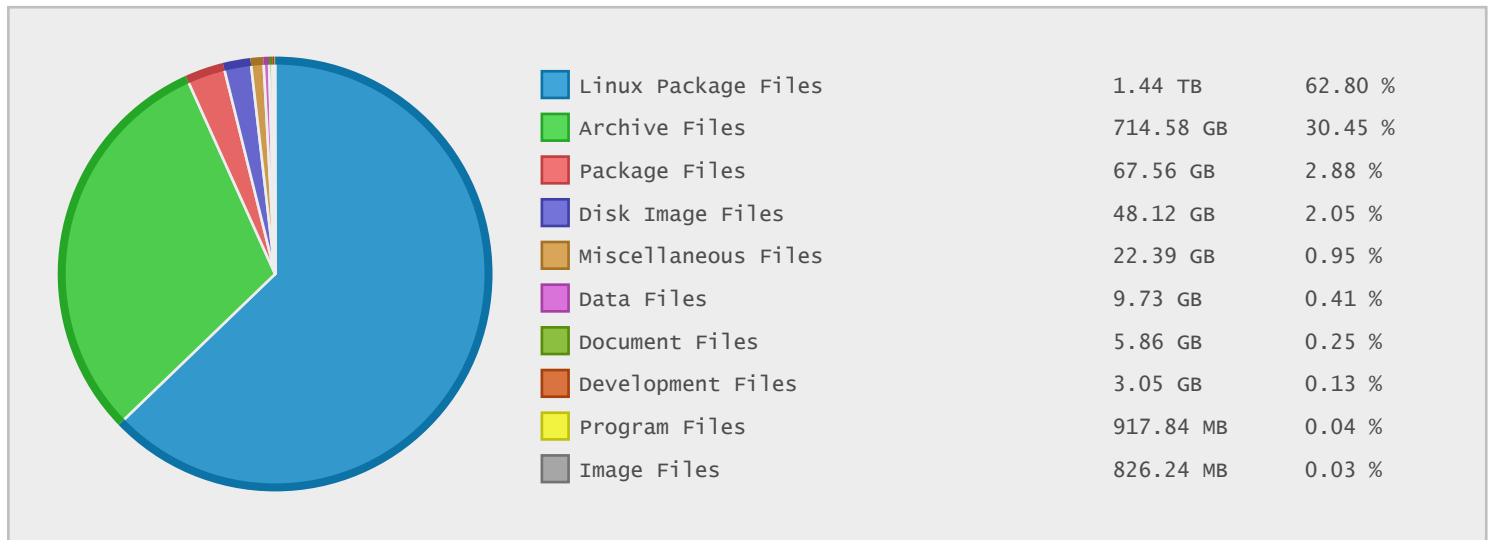 Linux Package Files 1.44 TB 62.80 %
Archive Files 714.58 GB 30.45 %
Package Files 67.56 GB 2.88 %
Disk Image Files 48.12 GB 2.05 %
Miscellaneous Files 22.39 GB 0.95 %
Data Files 9.73 GB 0.41 %
Document Files 5.86 GB 0.25 %
Development Files 3.05 GB 0.13 %
Program Files 917.84 MB 0.04 %
Image Files 826.24 MB 0.03 %